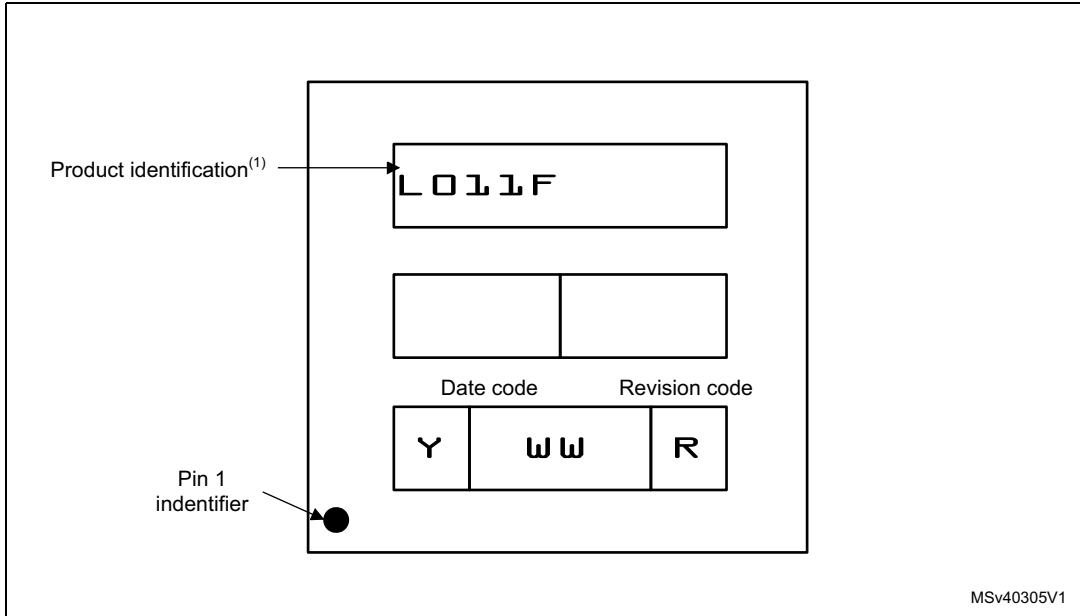 Product identification(1)
L011F
Date code Revision code
Y WW R
Pin 1
indentifier
MSv40305V1